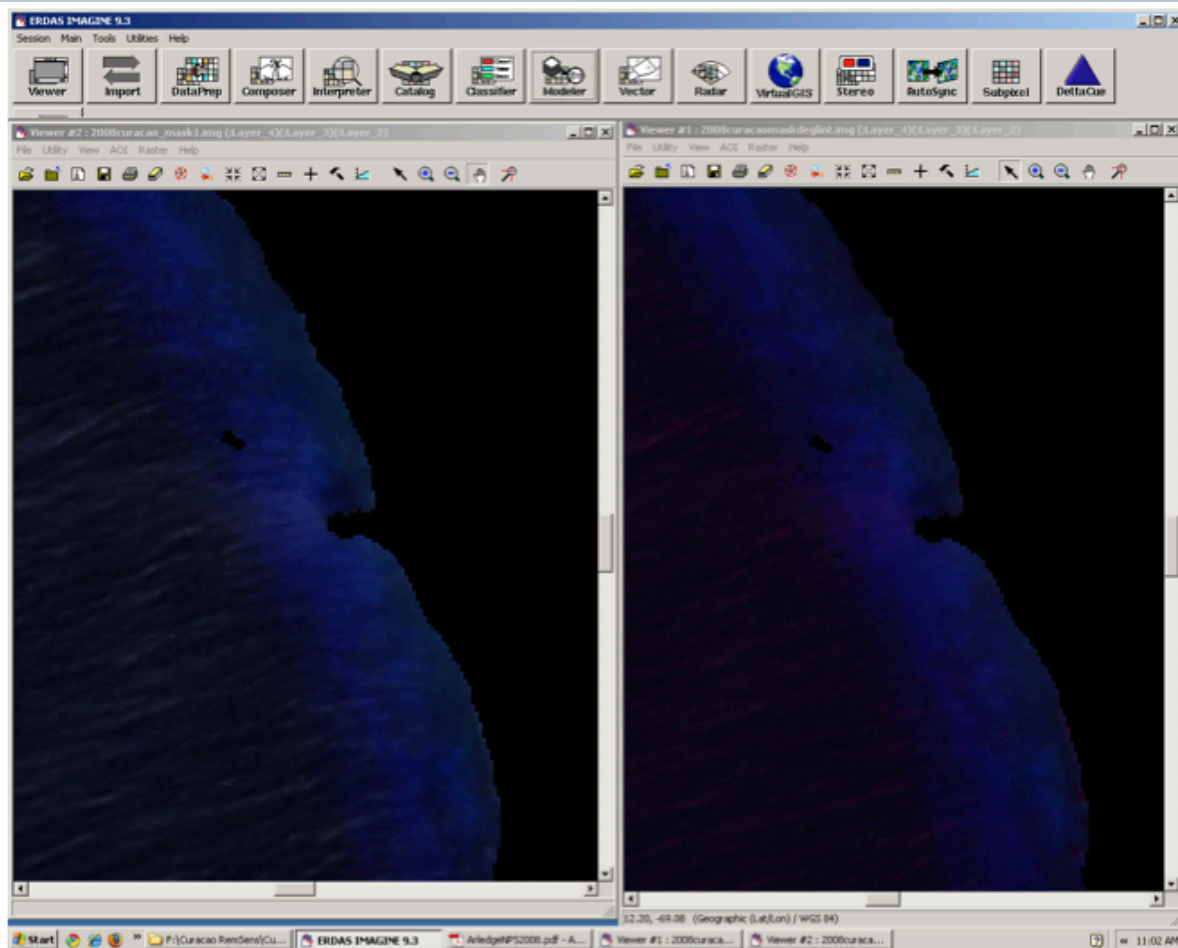 ERDAS IMAGINE 9.3
Session Main Tools Utilities Help
Viewer Import DataPrep Composer Interpreter Catalog Classifier Modeler Vector Radar VirtualGIS Stereo AutoSync Subpixel DeltaCue
Viewer #2 : 2008curacao_mask1.img (:Layer_4)(:Layer_3)(:Layer_2)
File Utility View AOI Raster Help
Viewer #1 : 2008curacaomaskdeglint.img (:Layer_4)(:Layer_3)(:Layer_2)
File Utility View AOI Raster Help
12.20, -69.08 (Geographic (Lat/Lon) / WGS 84)
Start » F:\Curacao RemSens\Cu... ERDAS IMAGINE 9.3 ArledgeNPS2008.pdf - A... Viewer #1 : 2008curaca... Viewer #2 : 2008curaca... « 11:02 AM